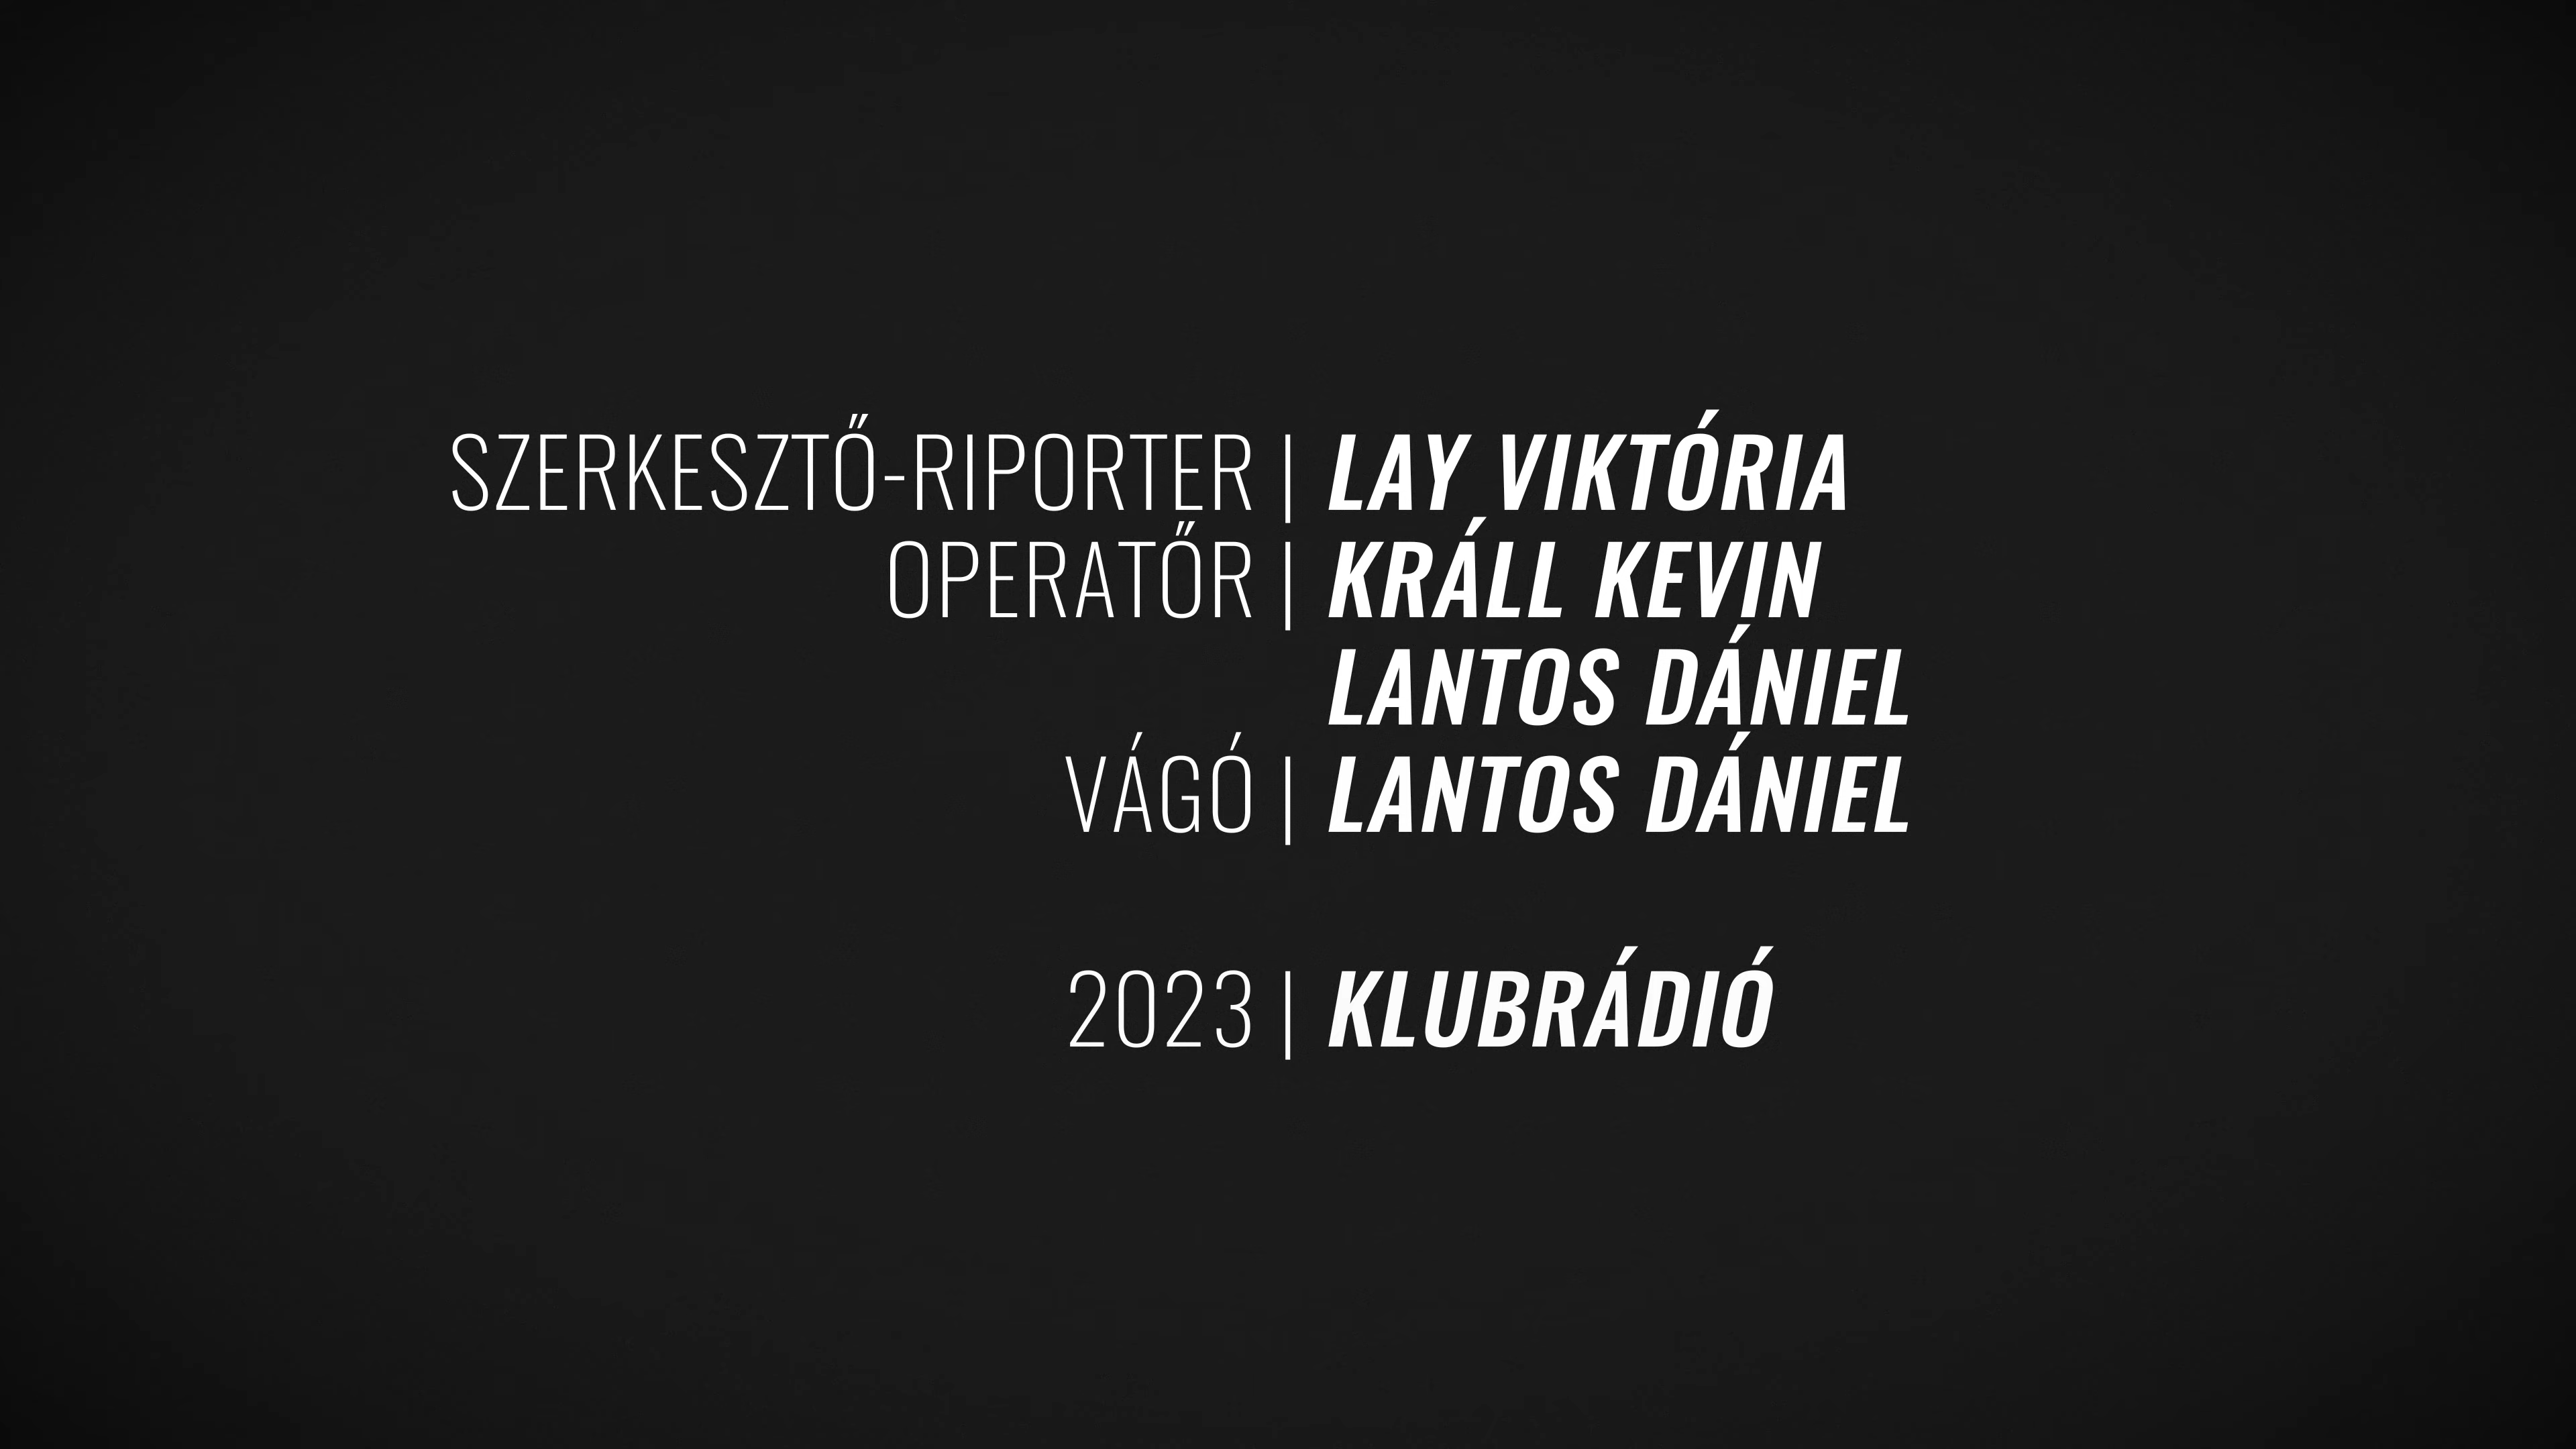 SZERKESZTŐ-RIPORTER | LAY VIKTÓRIA
OPERATŐR | KRÁLL KEVIN
LANTOS DÁNIEL
VÁGÓ | LANTOS DÁNIEL
2023 | KLUBRÁDIÓ